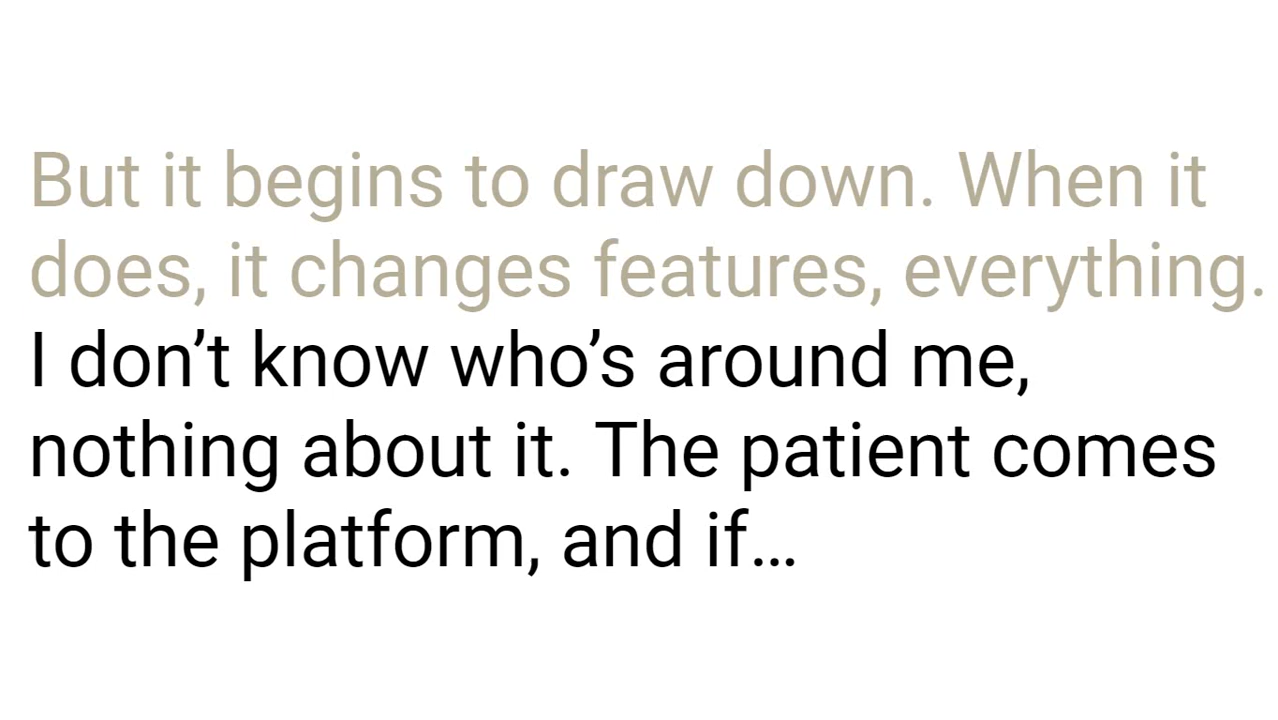 But it begins to draw down. When it
does, it changes features, everything.
I don’t know who’s around me,
nothing about it. The patient comes
to the platform, and if…